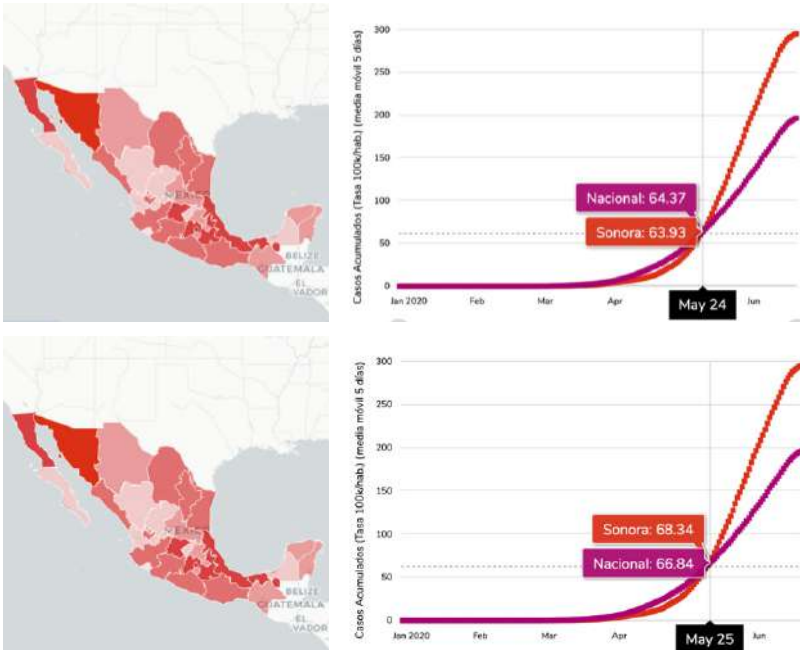 MÉXICO
BELIZE
GUATEMALA
EL
VADOR
Casos Acumulados (Tasa 100k/hab.) (media móvil 5 días)
300
250
200
150
100
50
0
Nacional: 64.37
Sonora: 63.93
Jan 2020 Feb Mar Apr May 24 Jun
MÉXICO
BELIZE
GUATEMALA
EL
VADOR
Casos Acumulados (Tasa 100k/hab.) (media móvil 5 días)
300
250
200
150
100
50
0
Sonora: 68.34
Nacional: 66.84
Jan 2020 Feb Mar Apr May 25 Jun